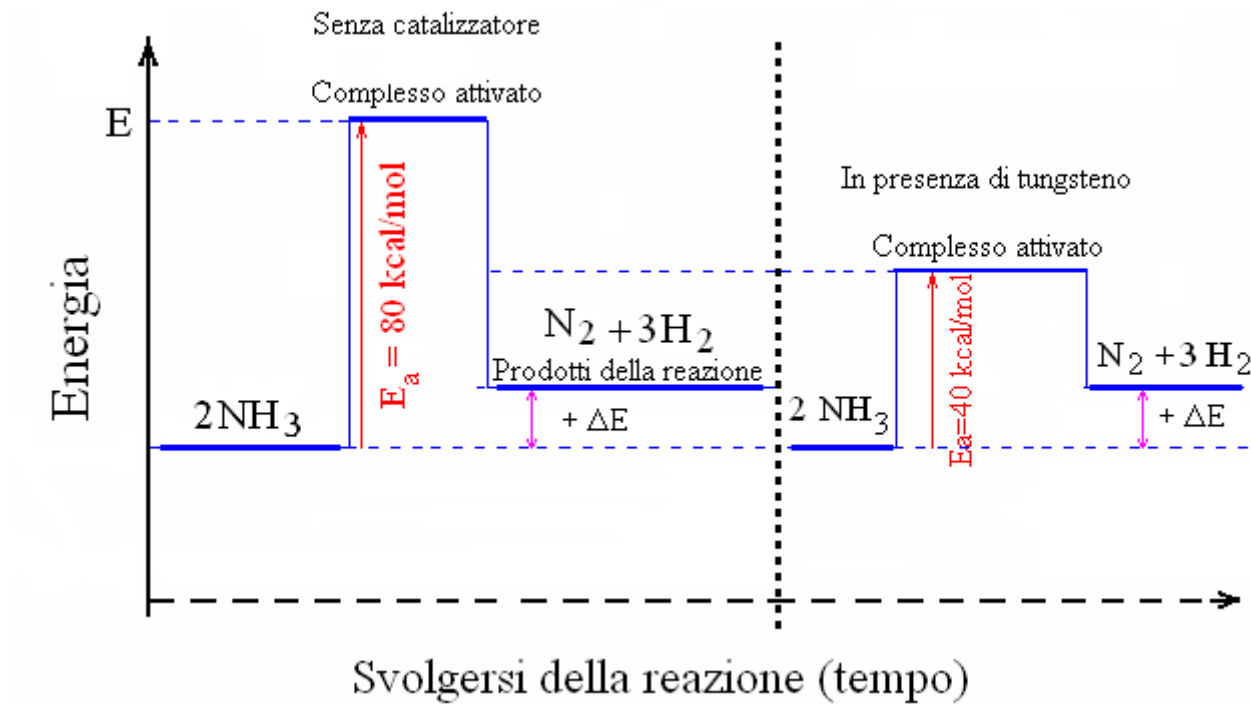 Senza catalizzatore
Complesso attivato
E
E_a = 80 kcal/mol
In presenza di tungsteno
Complesso attivato
Energia
N₂ + 3H₂
Prodotti della reazione
2NH₃
+ ΔE
2 NH₃
Ea=40 kcal/mol
N₂ + 3 H₂
+ ΔE
Svolgersi della reazione (tempo)